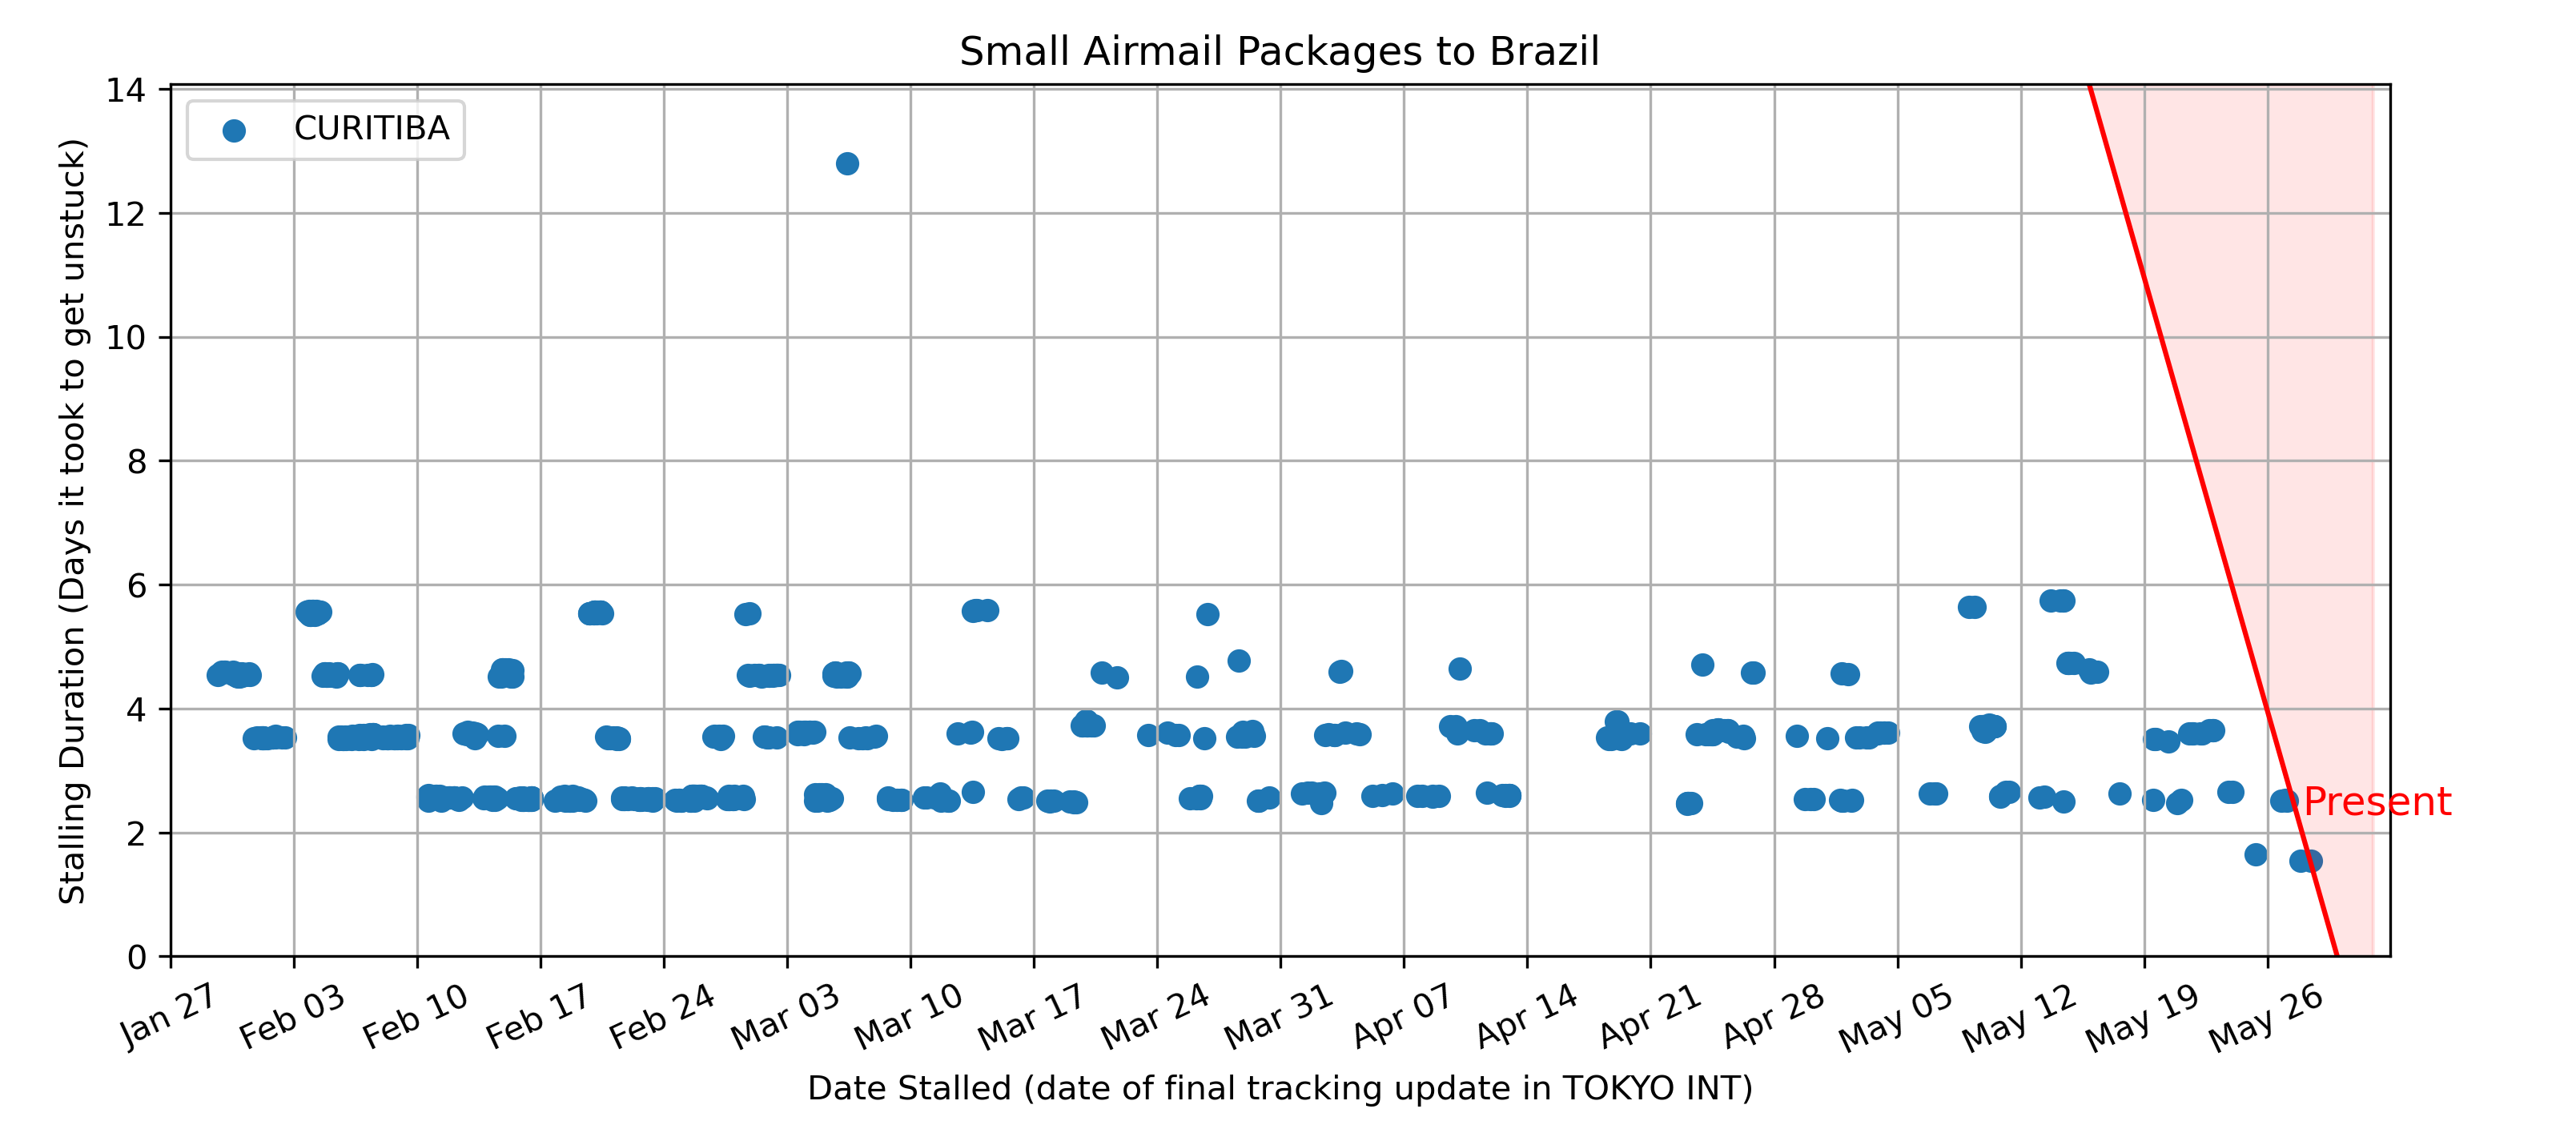 Small Airmail Packages to Brazil
CURITIBA
Stalling Duration (Days it took to get unstuck)
14
12
10
8
6
4
2
0
Present
Jan 27
Feb 03
Feb 10
Feb 17
Feb 24
Mar 03
Mar 10
Mar 17
Mar 24
Mar 31
Apr 07
Apr 14
Apr 21
Apr 28
May 05
May 12
May 19
May 26
Date Stalled (date of final tracking update in TOKYO INT)